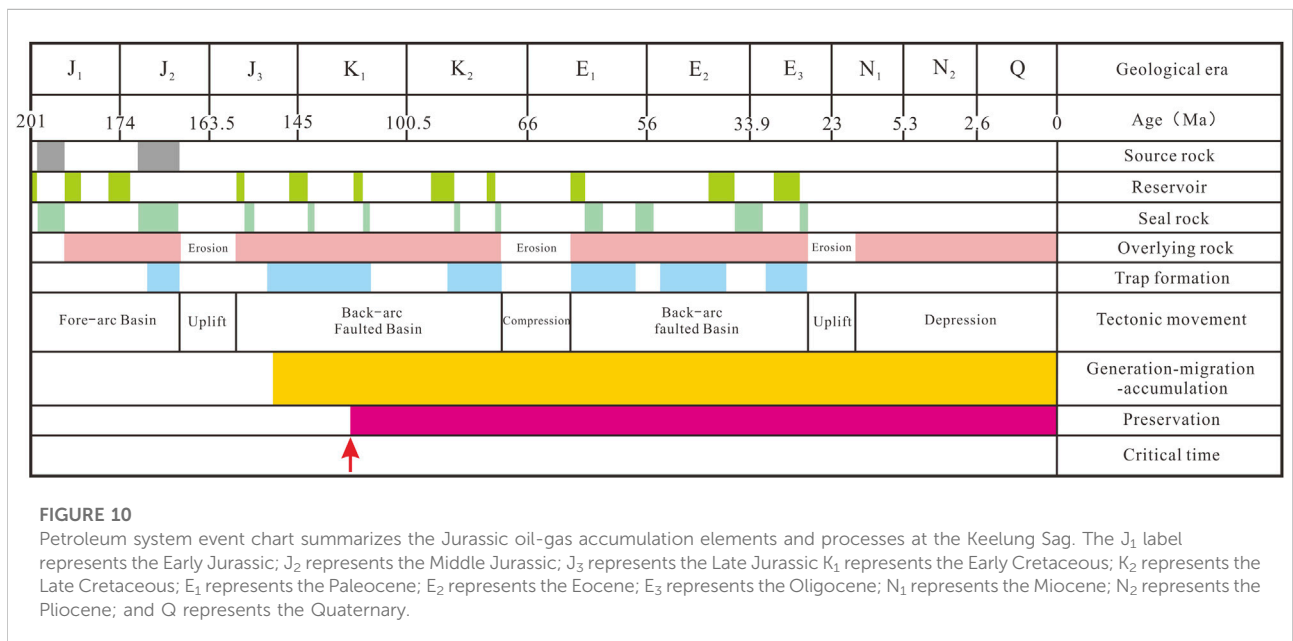 J₁ J₂ J₃ K₁ K₂ E₁ E₂ E₃ N₁ N₂ Q Geological era
201 174 163.5 145 100.5 66 56 33.9 23 5.3 2.6 0 Age（Ma）
Source rock
Reservoir
Seal rock
Erosion Erosion Erosion Overlying rock
Trap formation
Fore-arc Basin Uplift Back-arc Faulted Basin Compression Back-arc faulted Basin Uplift Depression Tectonic movement
Generation-migration
-accumulation
Preservation
Critical time
FIGURE 10
Petroleum system event chart summarizes the Jurassic oil-gas accumulation elements and processes at the Keelung Sag. The J₁ label
represents the Early Jurassic; J₂ represents the Middle Jurassic; J₃ represents the Late Jurassic K₁ represents the Early Cretaceous; K₂ represents the
Late Cretaceous; E₁ represents the Paleocene; E₂ represents the Eocene; E₃ represents the Oligocene; N₁ represents the Miocene; N₂ represents the
Pliocene; and Q represents the Quaternary.